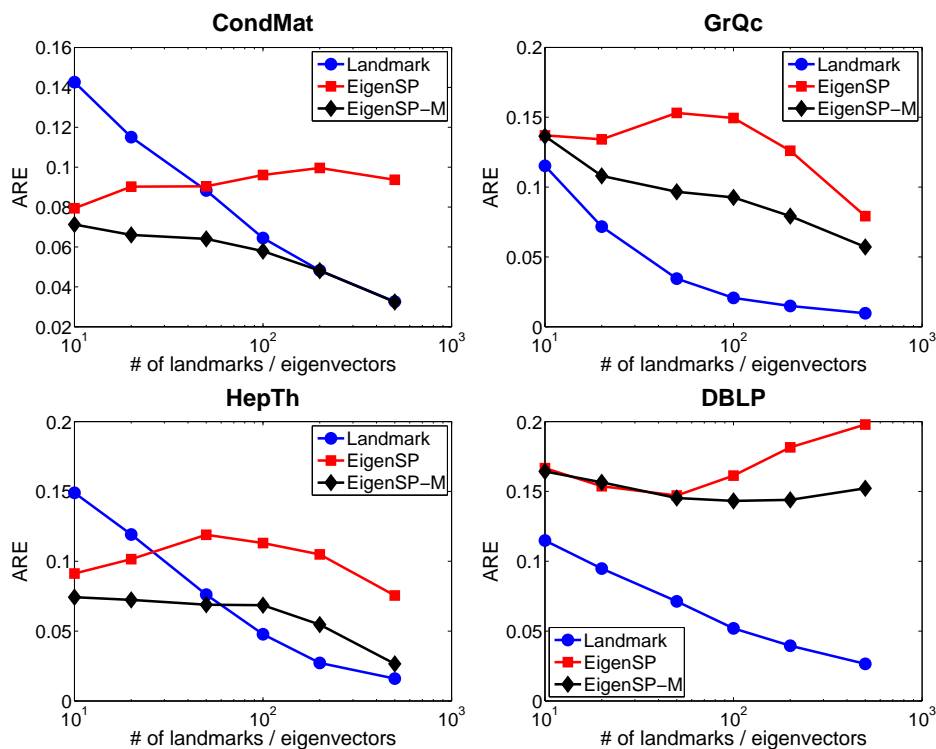 CondMat
0.16
0.14
0.12
0.1
0.08
0.06
0.04
0.02
ARE
10^1
10^2
10^3
# of landmarks / eigenvectors
Landmark
EigenSP
EigenSP-M
GrQc
0.2
0.15
0.1
0.05
0
ARE
10^1
10^2
10^3
# of landmarks / eigenvectors
Landmark
EigenSP
EigenSP-M
HepTh
0.2
0.15
0.1
0.05
0
ARE
10^1
10^2
10^3
# of landmarks / eigenvectors
Landmark
EigenSP
EigenSP-M
DBLP
0.2
0.15
0.1
0.05
0
ARE
10^1
10^2
10^3
# of landmarks / eigenvectors
Landmark
EigenSP
EigenSP-M